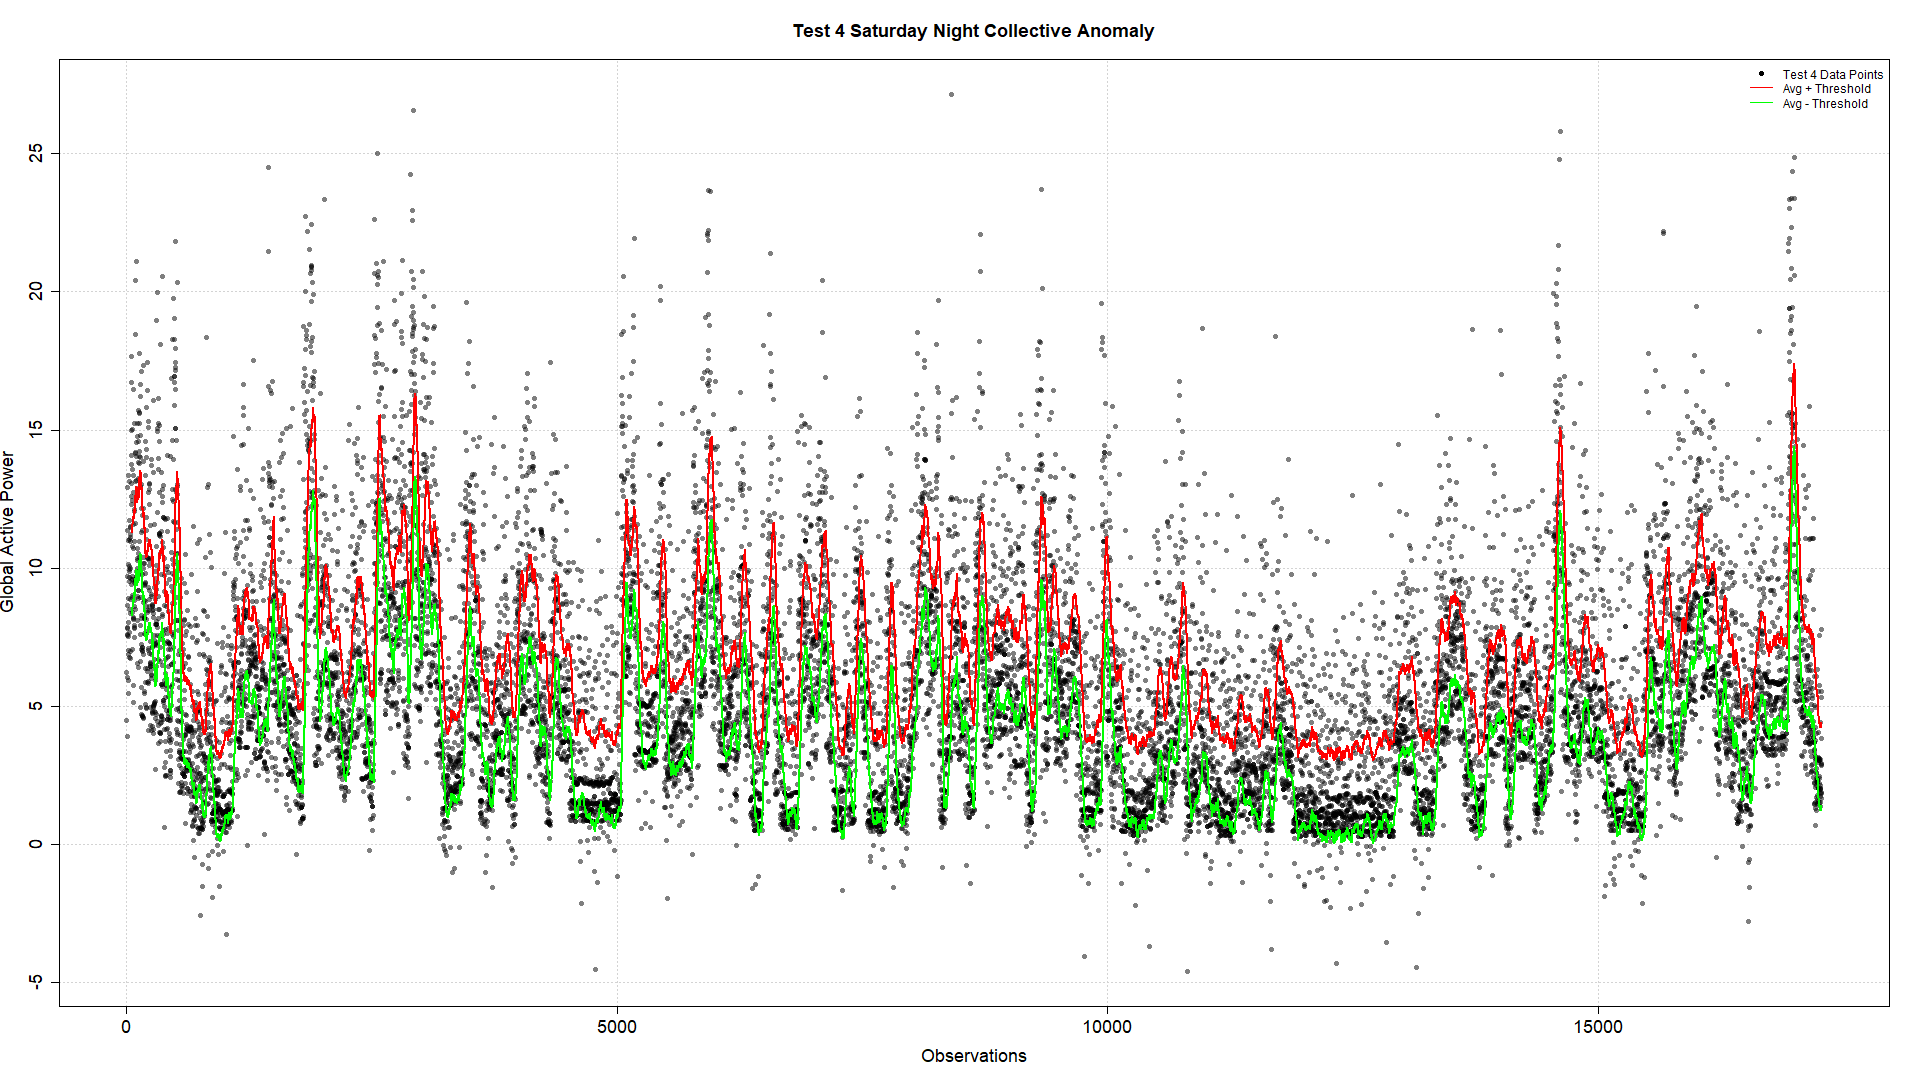 Test 4 Saturday Night Collective Anomaly
Test 4 Data Points
Avg + Threshold
Avg - Threshold
Global Active Power
25
20
15
10
5
0
-5
0
5000
10000
15000
Observations